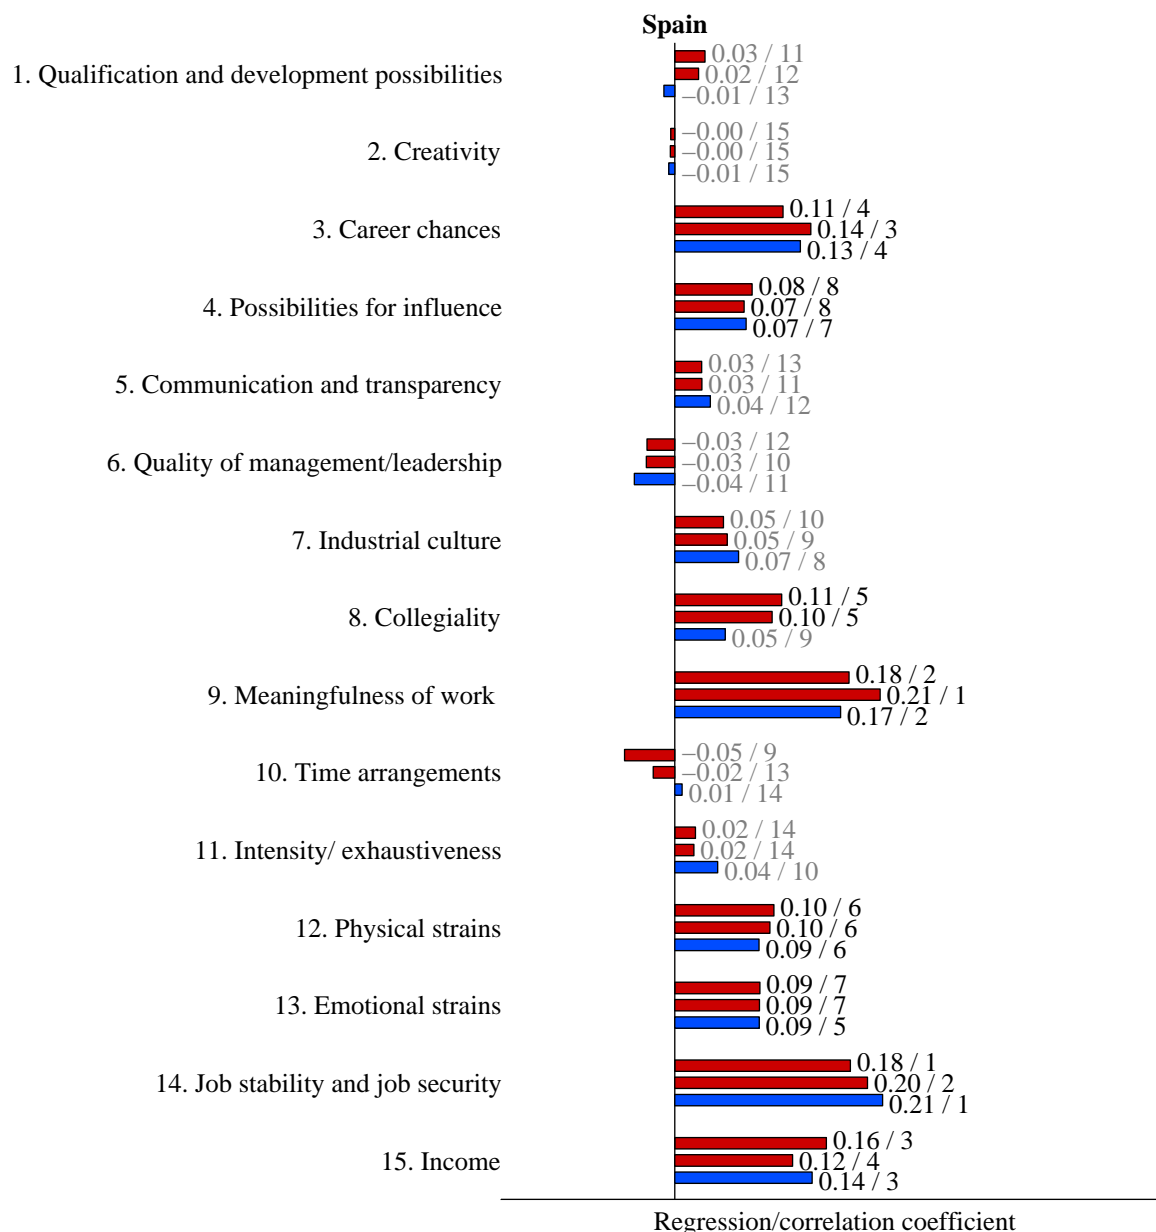 Spain
1. Qualification and development possibilities
0.03 / 11
0.02 / 12
–0.01 / 13
2. Creativity
–0.00 / 15
–0.00 / 15
–0.01 / 15
3. Career chances
0.11 / 4
0.14 / 3
0.13 / 4
4. Possibilities for influence
0.08 / 8
0.07 / 8
0.07 / 7
5. Communication and transparency
0.03 / 13
0.03 / 11
0.04 / 12
6. Quality of management/leadership
–0.03 / 12
–0.03 / 10
–0.04 / 11
7. Industrial culture
0.05 / 10
0.05 / 9
0.07 / 8
8. Collegiality
0.11 / 5
0.10 / 5
0.05 / 9
9. Meaningfulness of work
0.18 / 2
0.21 / 1
0.17 / 2
10. Time arrangements
–0.05 / 9
–0.02 / 13
0.01 / 14
11. Intensity/ exhaustiveness
0.02 / 14
0.02 / 14
0.04 / 10
12. Physical strains
0.10 / 6
0.10 / 6
0.09 / 6
13. Emotional strains
0.09 / 7
0.09 / 7
0.09 / 5
14. Job stability and job security
0.18 / 1
0.20 / 2
0.21 / 1
15. Income
0.16 / 3
0.12 / 4
0.14 / 3
Regression/correlation coefficient